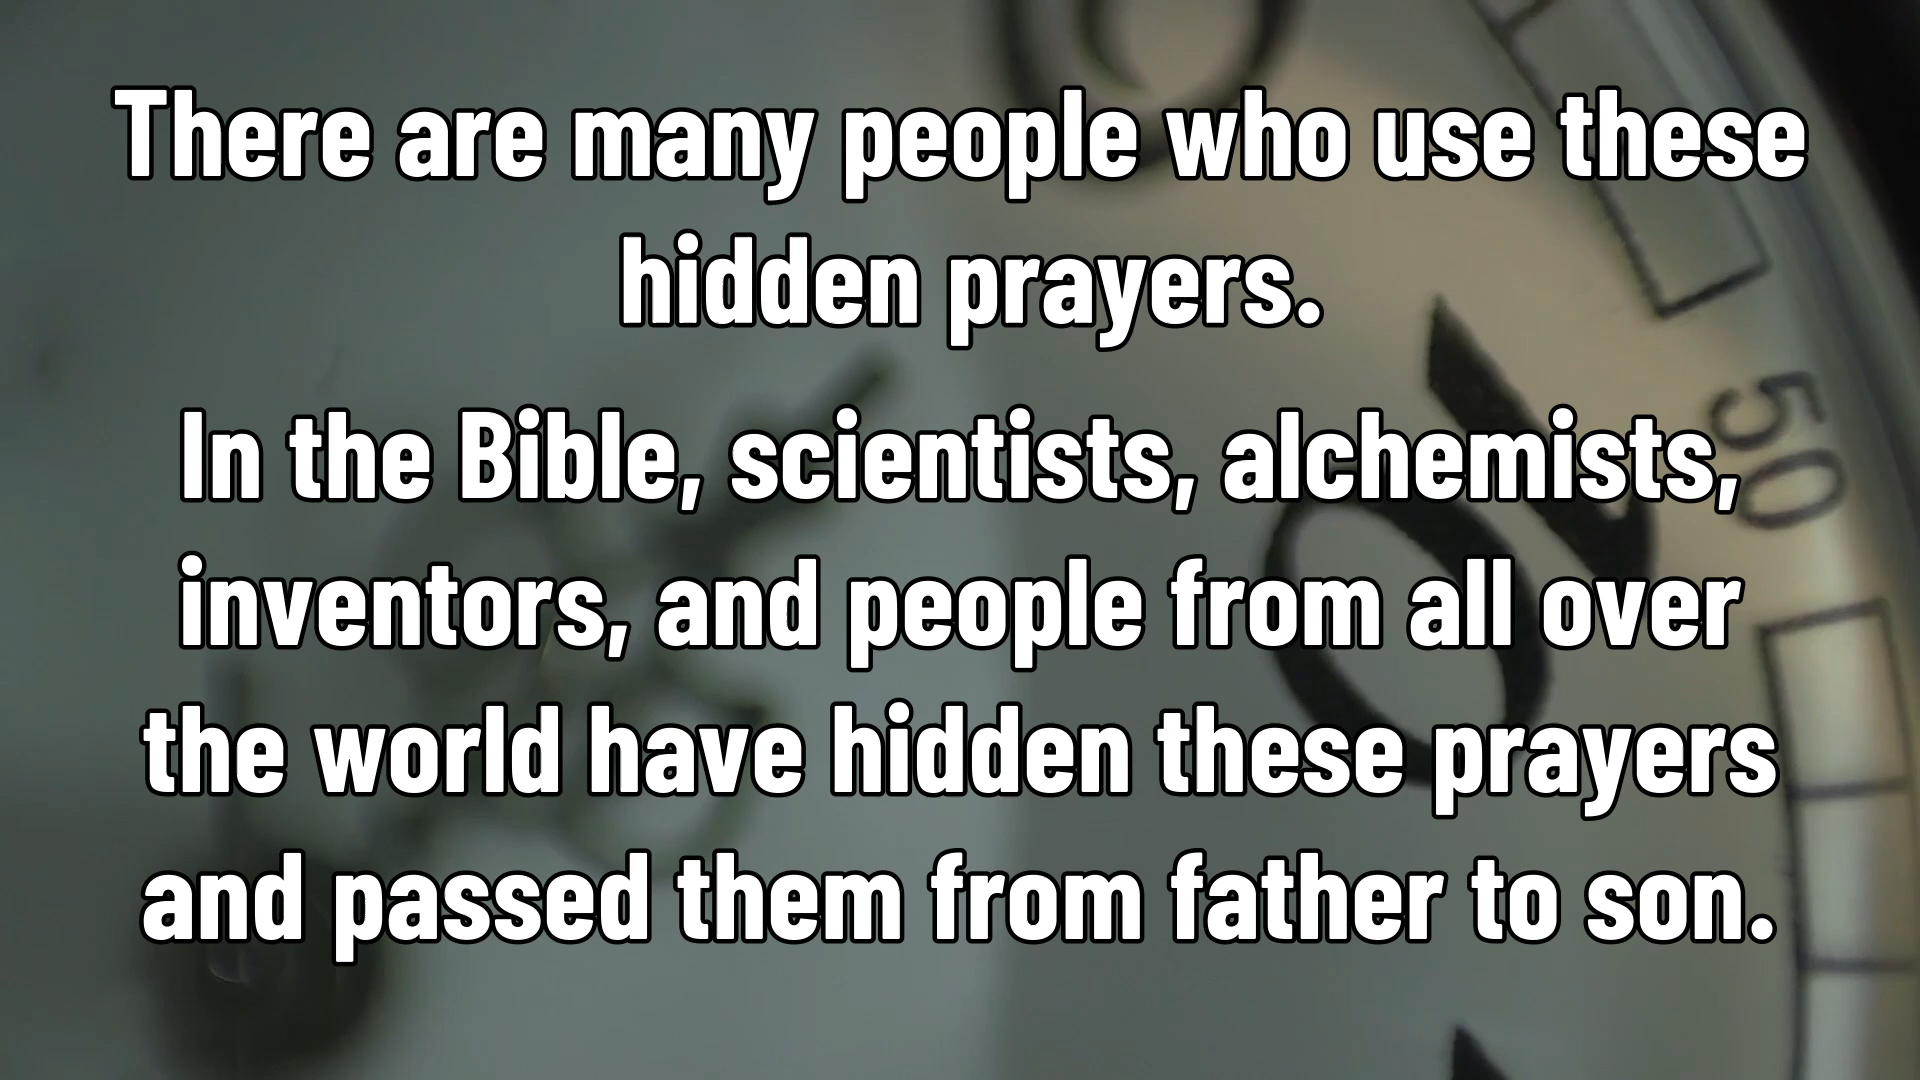 There are many people who use these
hidden prayers.
In the Bible, scientists, alchemists,
inventors, and people from all over
the world have hidden these prayers
and passed them from father to son.
50